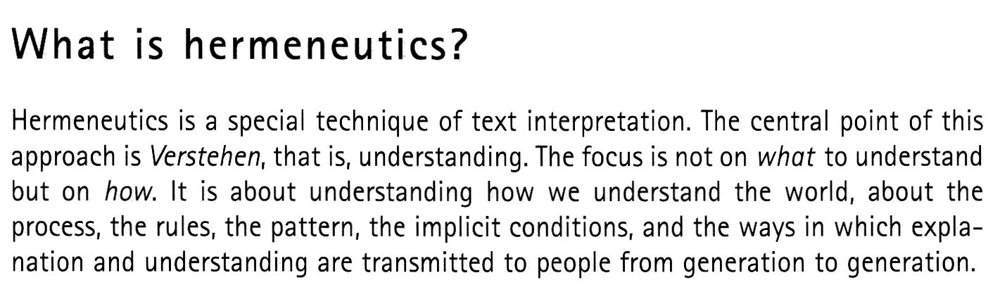 What is hermeneutics?
Hermeneutics is a special technique of text interpretation. The central point of this
approach is Verstehen, that is, understanding. The focus is not on what to understand
but on how. It is about understanding how we understand the world, about the
process, the rules, the pattern, the implicit conditions, and the ways in which expla-
nation and understanding are transmitted to people from generation to generation.